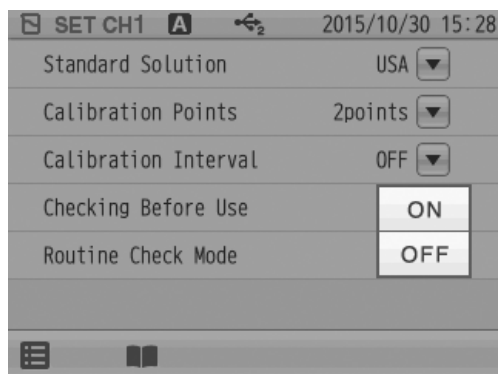 SET CH1 A 2 2015/10/30 15:28
Standard Solution USA
Calibration Points 2points
Calibration Interval OFF
Checking Before Use ON
Routine Check Mode OFF